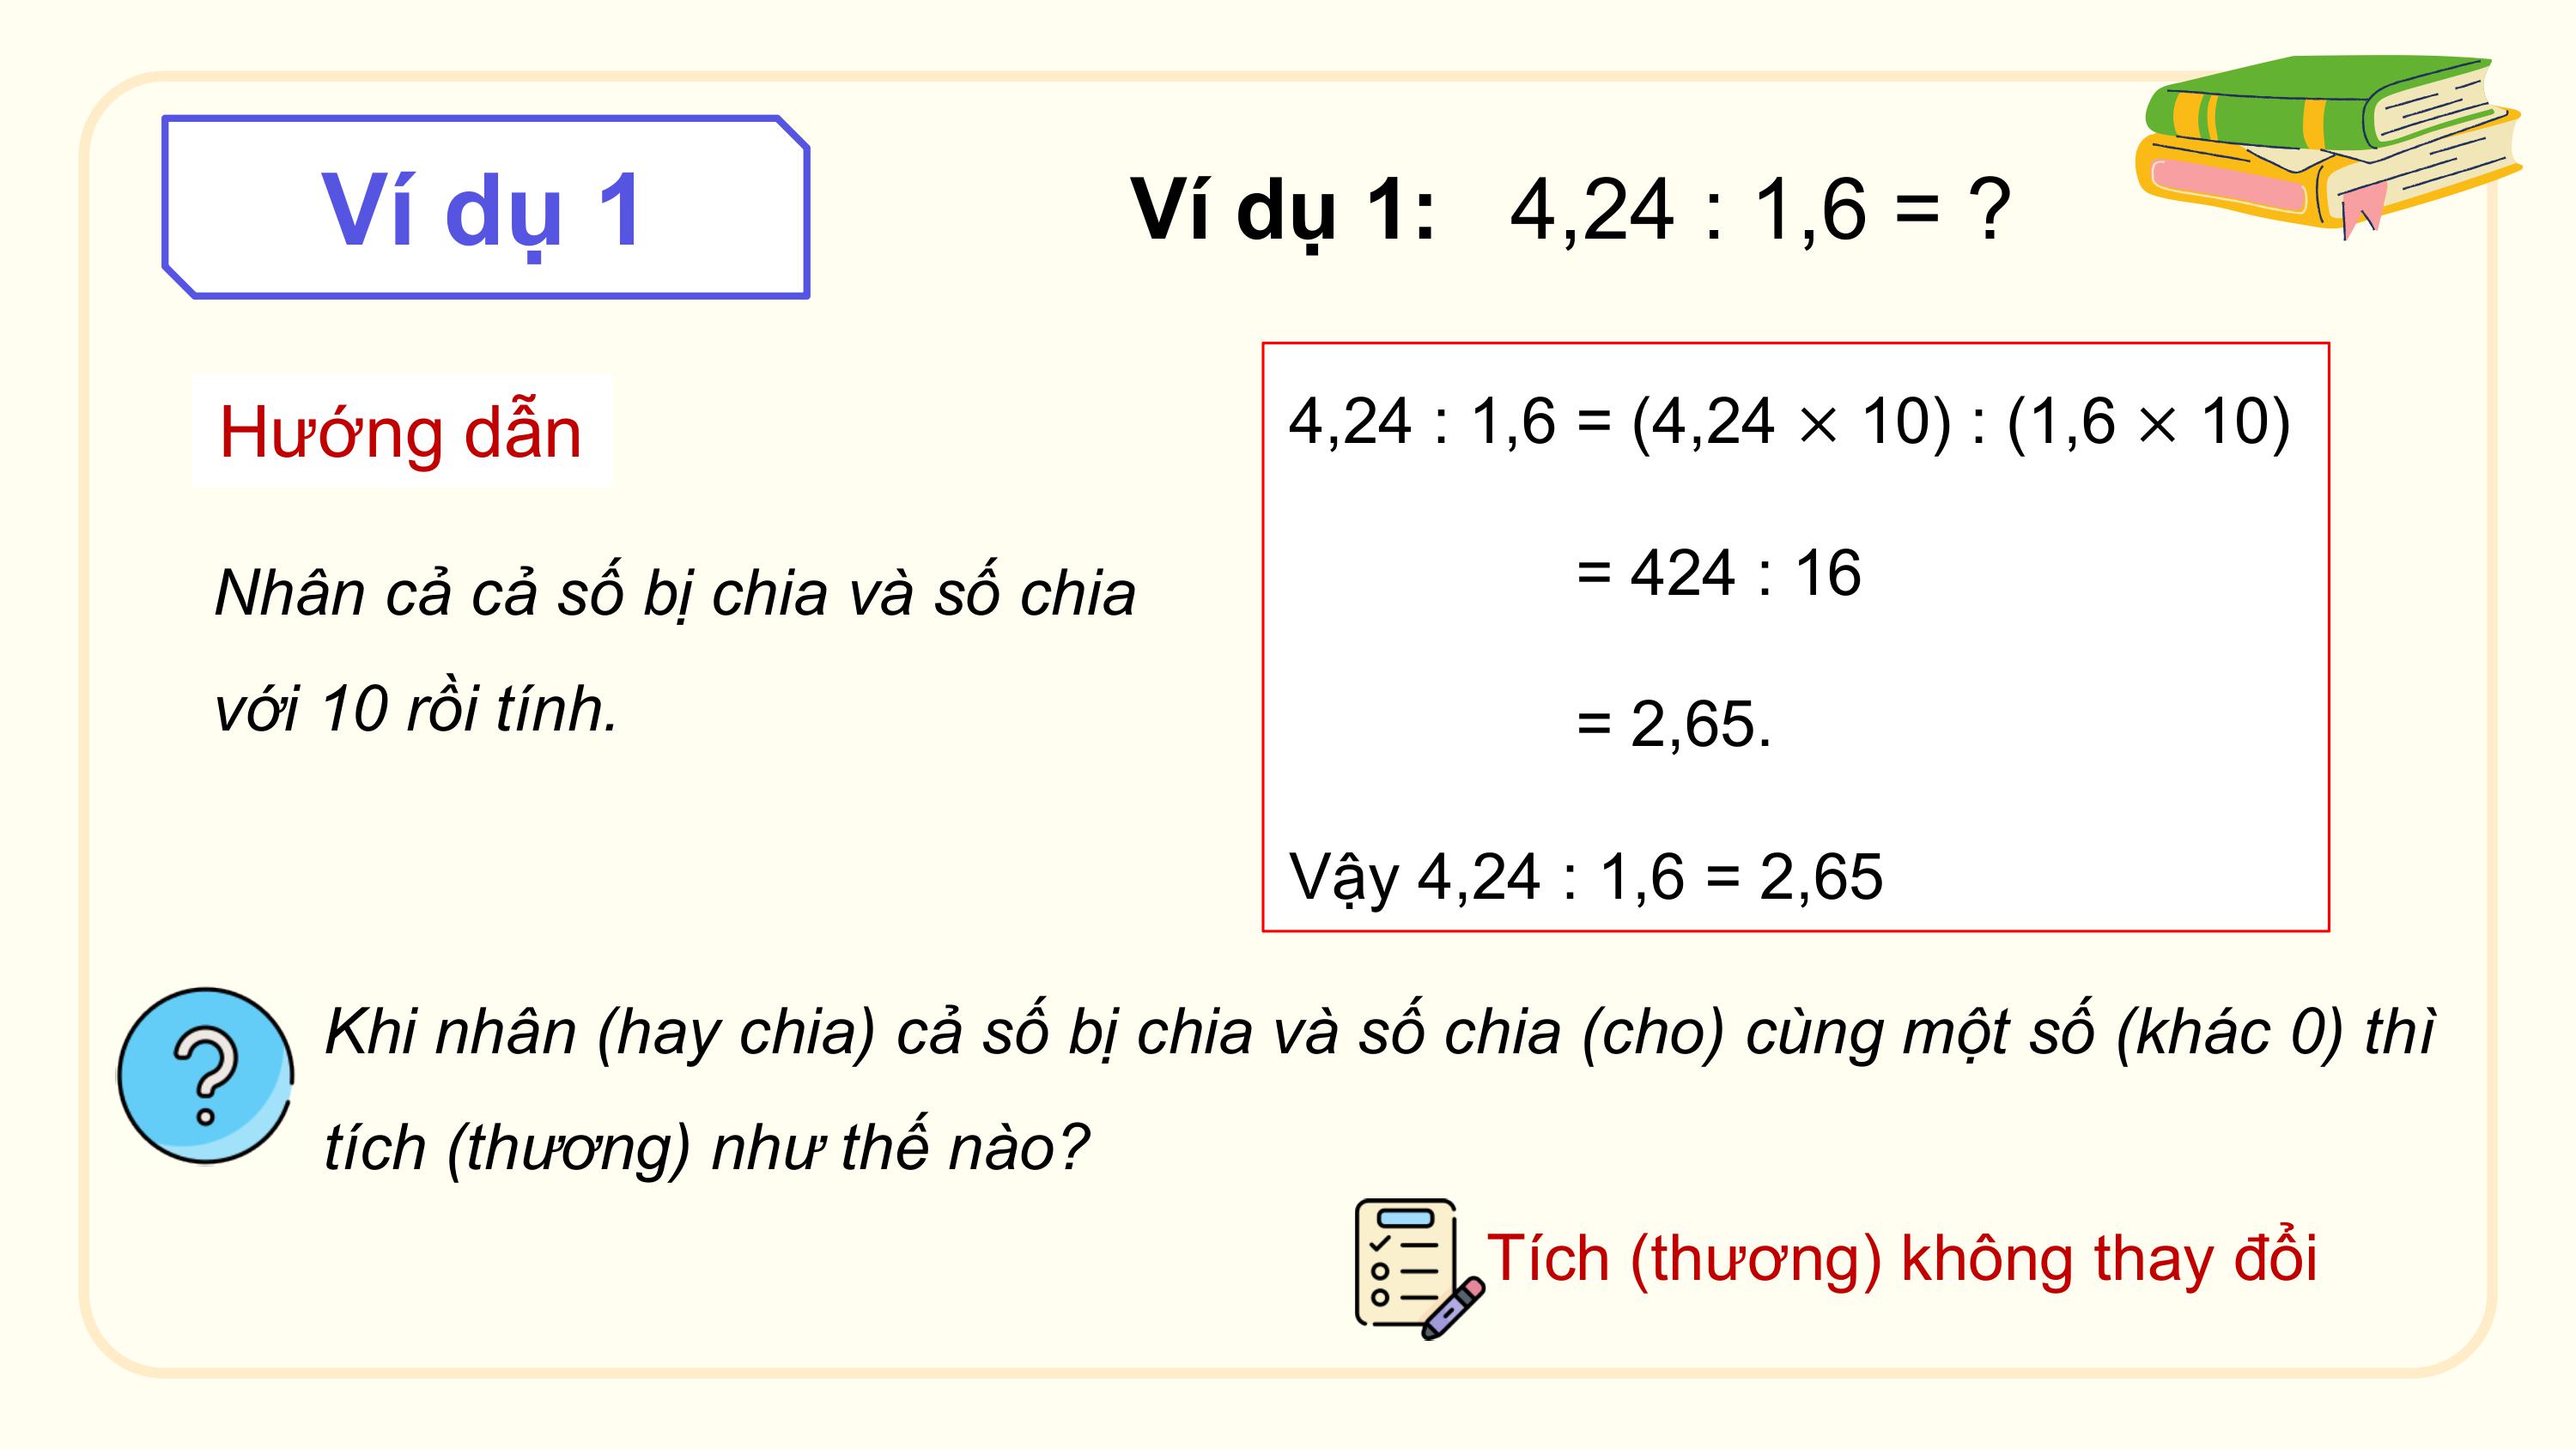 Ví dụ 1
Ví dụ 1: 4,24 : 1,6 = ?
Hướng dẫn
Nhân cả cả số bị chia và số chia
với 10 rồi tính.
4,24 : 1,6 = (4,24 × 10) : (1,6 × 10)
= 424 : 16
= 2,65.
Vậy 4,24 : 1,6 = 2,65
Khi nhân (hay chia) cả số bị chia và số chia (cho) cùng một số (khác 0) thì
tích (thương) như thế nào?
Tích (thương) không thay đổi